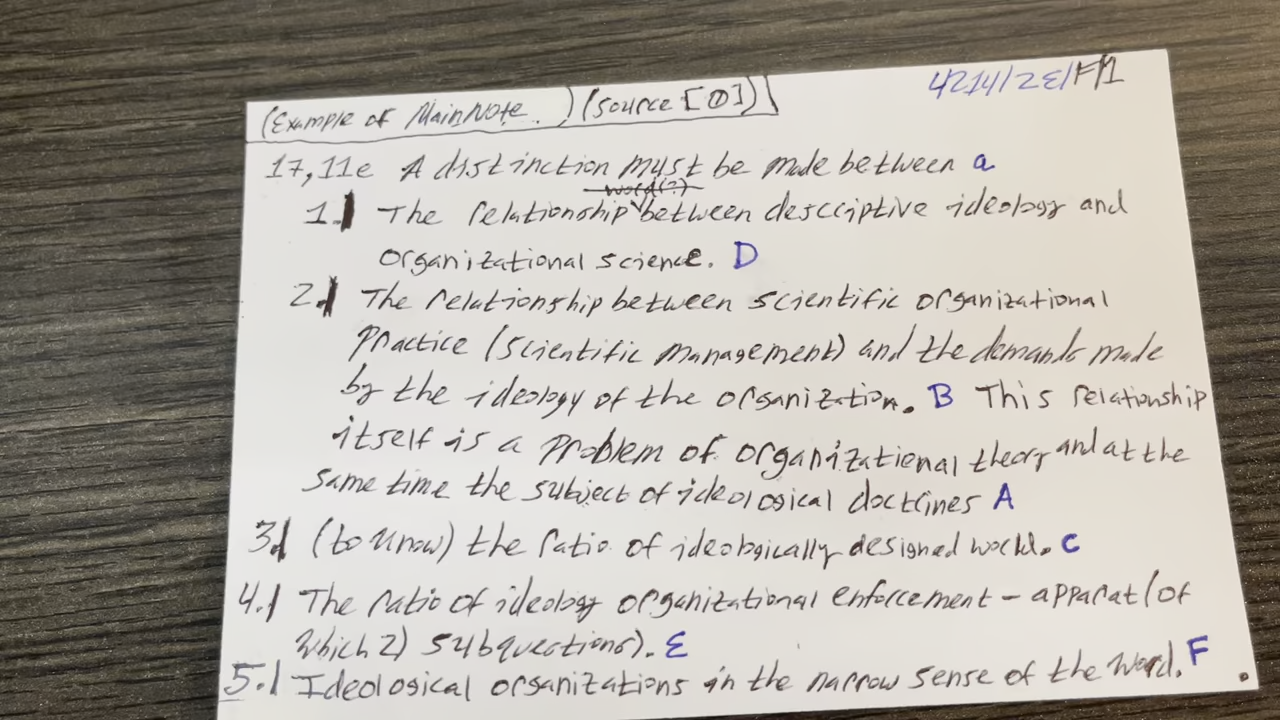 4214/2E/FM1
(Example of MainNote.) (source [①])
17,11e A distinction must be made between a
word(?)
1.) The relationship between descriptive ideology and
organizational science. D
2.) The relationship between scientific organizational
Practice (scientific management) and the demands made
by the ideology of the organization. B This relationship
itself is a problem of organizational theory and at the
same time the subject of ideological doctrines A
3.) (to know) the ratio of ideologically designed world. C
4.) The ratio of ideology organizational enforcement - apparat (of
which 2) subquestions). E
5.) Ideological organizations in the narrow sense of the word. F